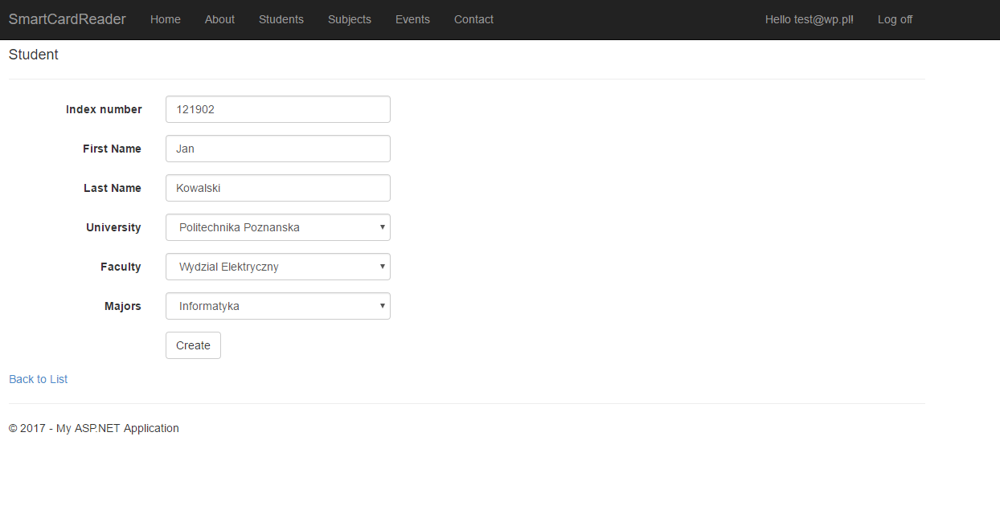 SmartCardReader Home About Students Subjects Events Contact Hello test@wp.pl! Log off
Student
Index number 121902
First Name Jan
Last Name Kowalski
University Politechnika Poznanska
Faculty Wydzial Elektryczny
Majors Informatyka
Create
Back to List
© 2017 - My ASP.NET Application